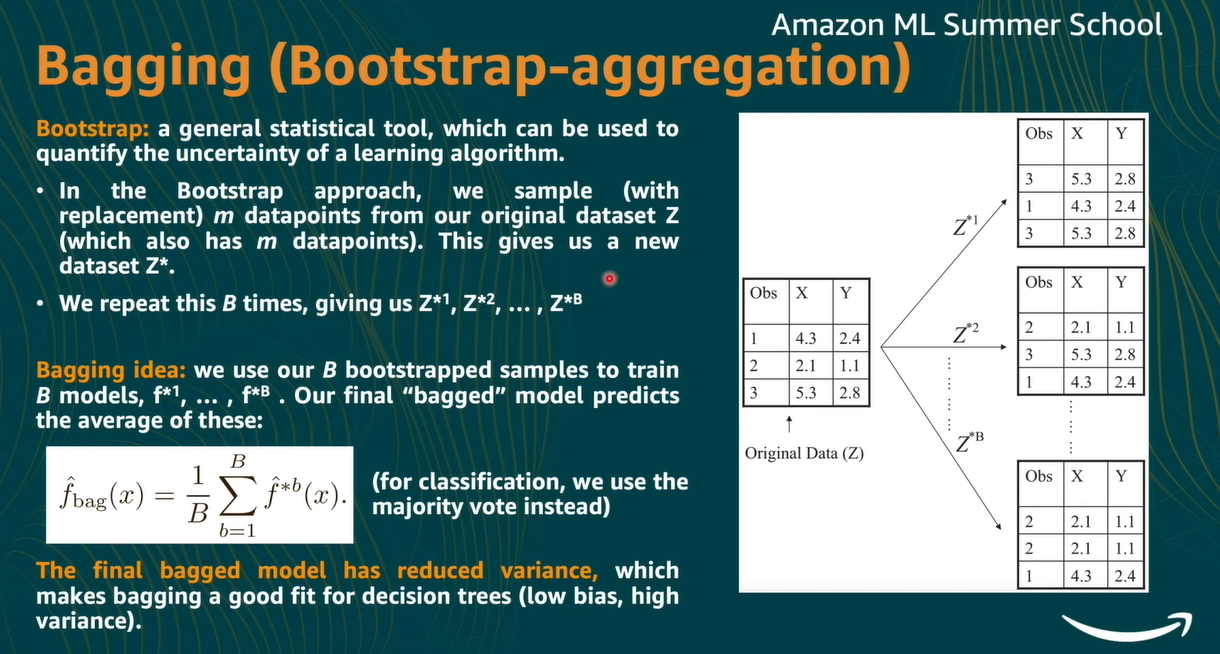 Amazon ML Summer School
Bagging (Bootstrap-aggregation)
Bootstrap: a general statistical tool, which can be used to
quantify the uncertainty of a learning algorithm.
• In the Bootstrap approach, we sample (with
replacement) m datapoints from our original dataset Z
(which also has m datapoints). This gives us a new
dataset Z*.
• We repeat this B times, giving us Z*¹, Z*², … , Z*ᴮ
Bagging idea: we use our B bootstrapped samples to train
B models, f*¹, … , f*ᴮ . Our final “bagged” model predicts
the average of these:
f̂bag(x) = 1/B ∑_{b=1}^{B} f̂*ᵇ(x).
(for classification, we use the
majority vote instead)
The final bagged model has reduced variance, which
makes bagging a good fit for decision trees (low bias, high
variance).
Obs X Y
1 4.3 2.4
2 2.1 1.1
3 5.3 2.8
Original Data (Z)
Z*¹
Obs X Y
3 5.3 2.8
1 4.3 2.4
3 5.3 2.8
Z*²
Obs X Y
2 2.1 1.1
3 5.3 2.8
1 4.3 2.4
Z*ᴮ
Obs X Y
2 2.1 1.1
2 2.1 1.1
1 4.3 2.4